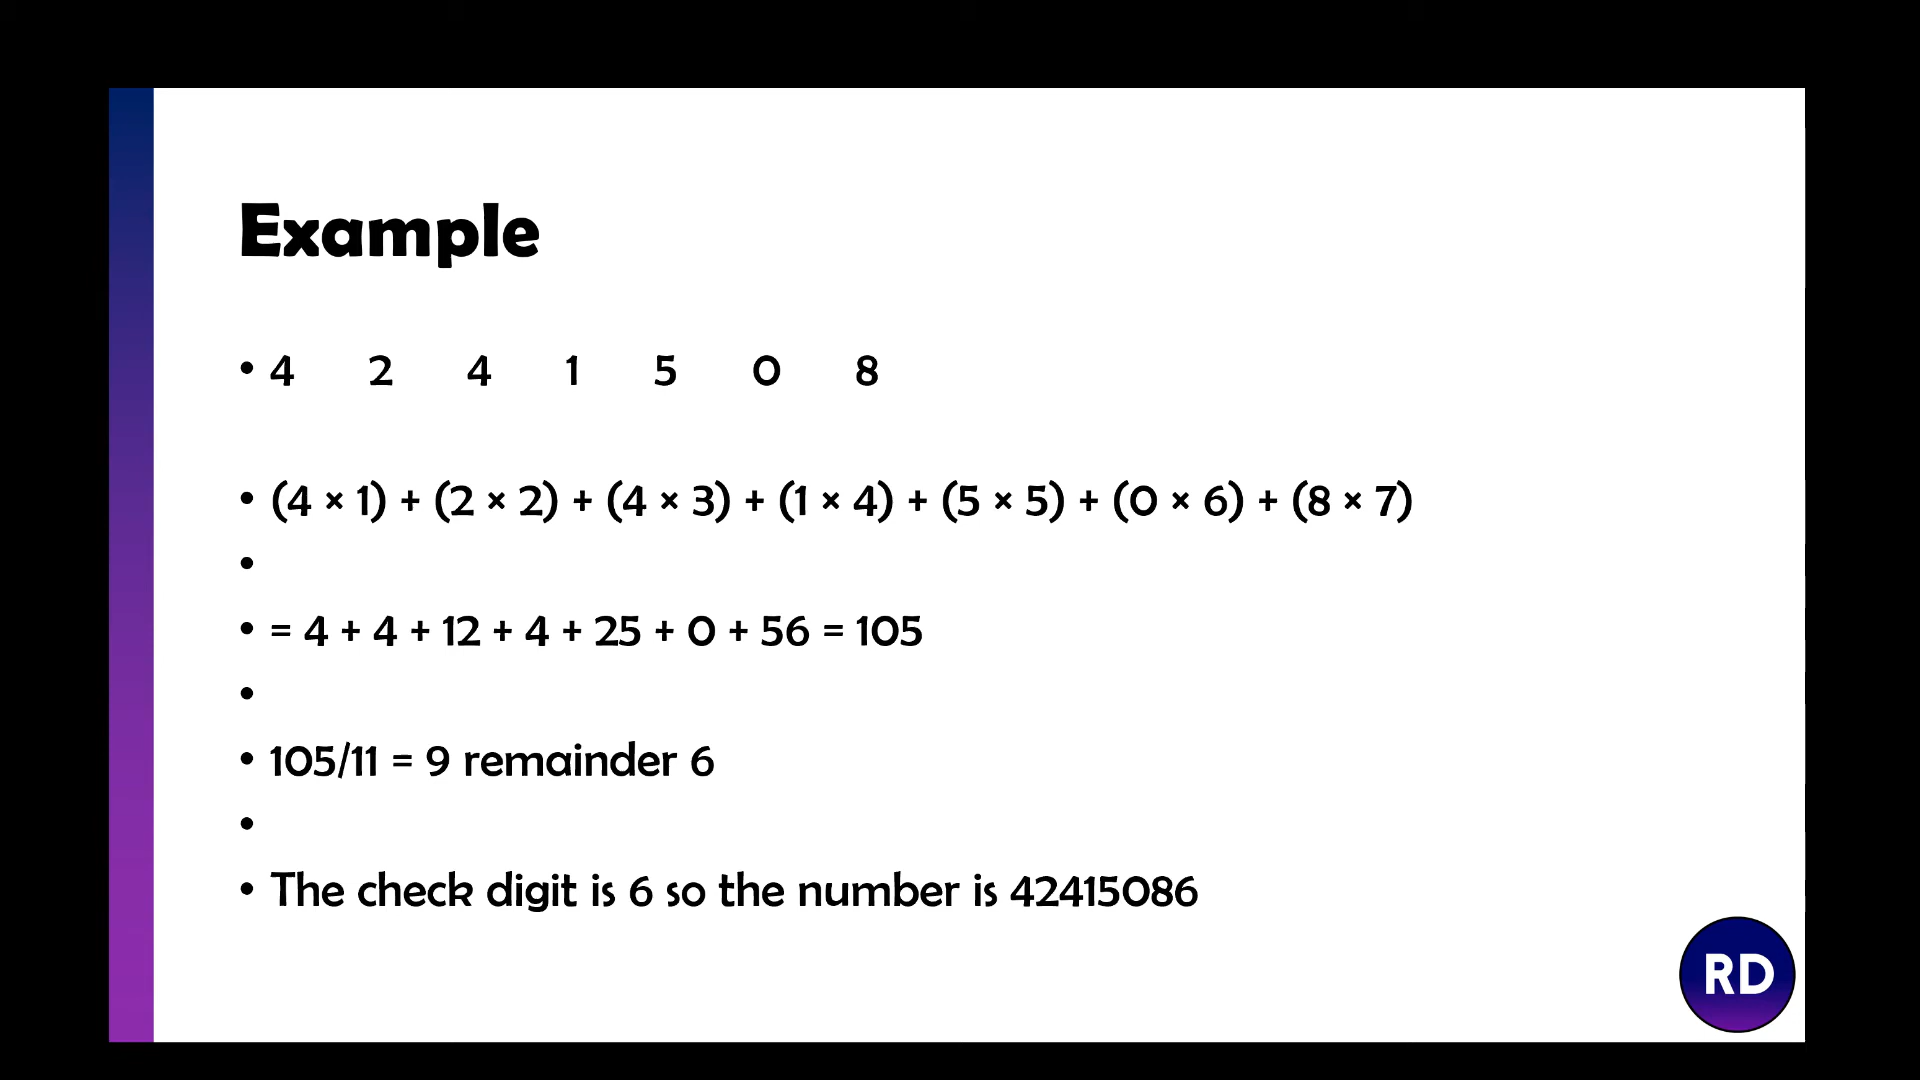 Example
• 4 2 4 1 5 0 8
• (4 × 1) + (2 × 2) + (4 × 3) + (1 × 4) + (5 × 5) + (0 × 6) + (8 × 7)
•
• = 4 + 4 + 12 + 4 + 25 + 0 + 56 = 105
•
• 105/11 = 9 remainder 6
•
• The check digit is 6 so the number is 42415086
RD